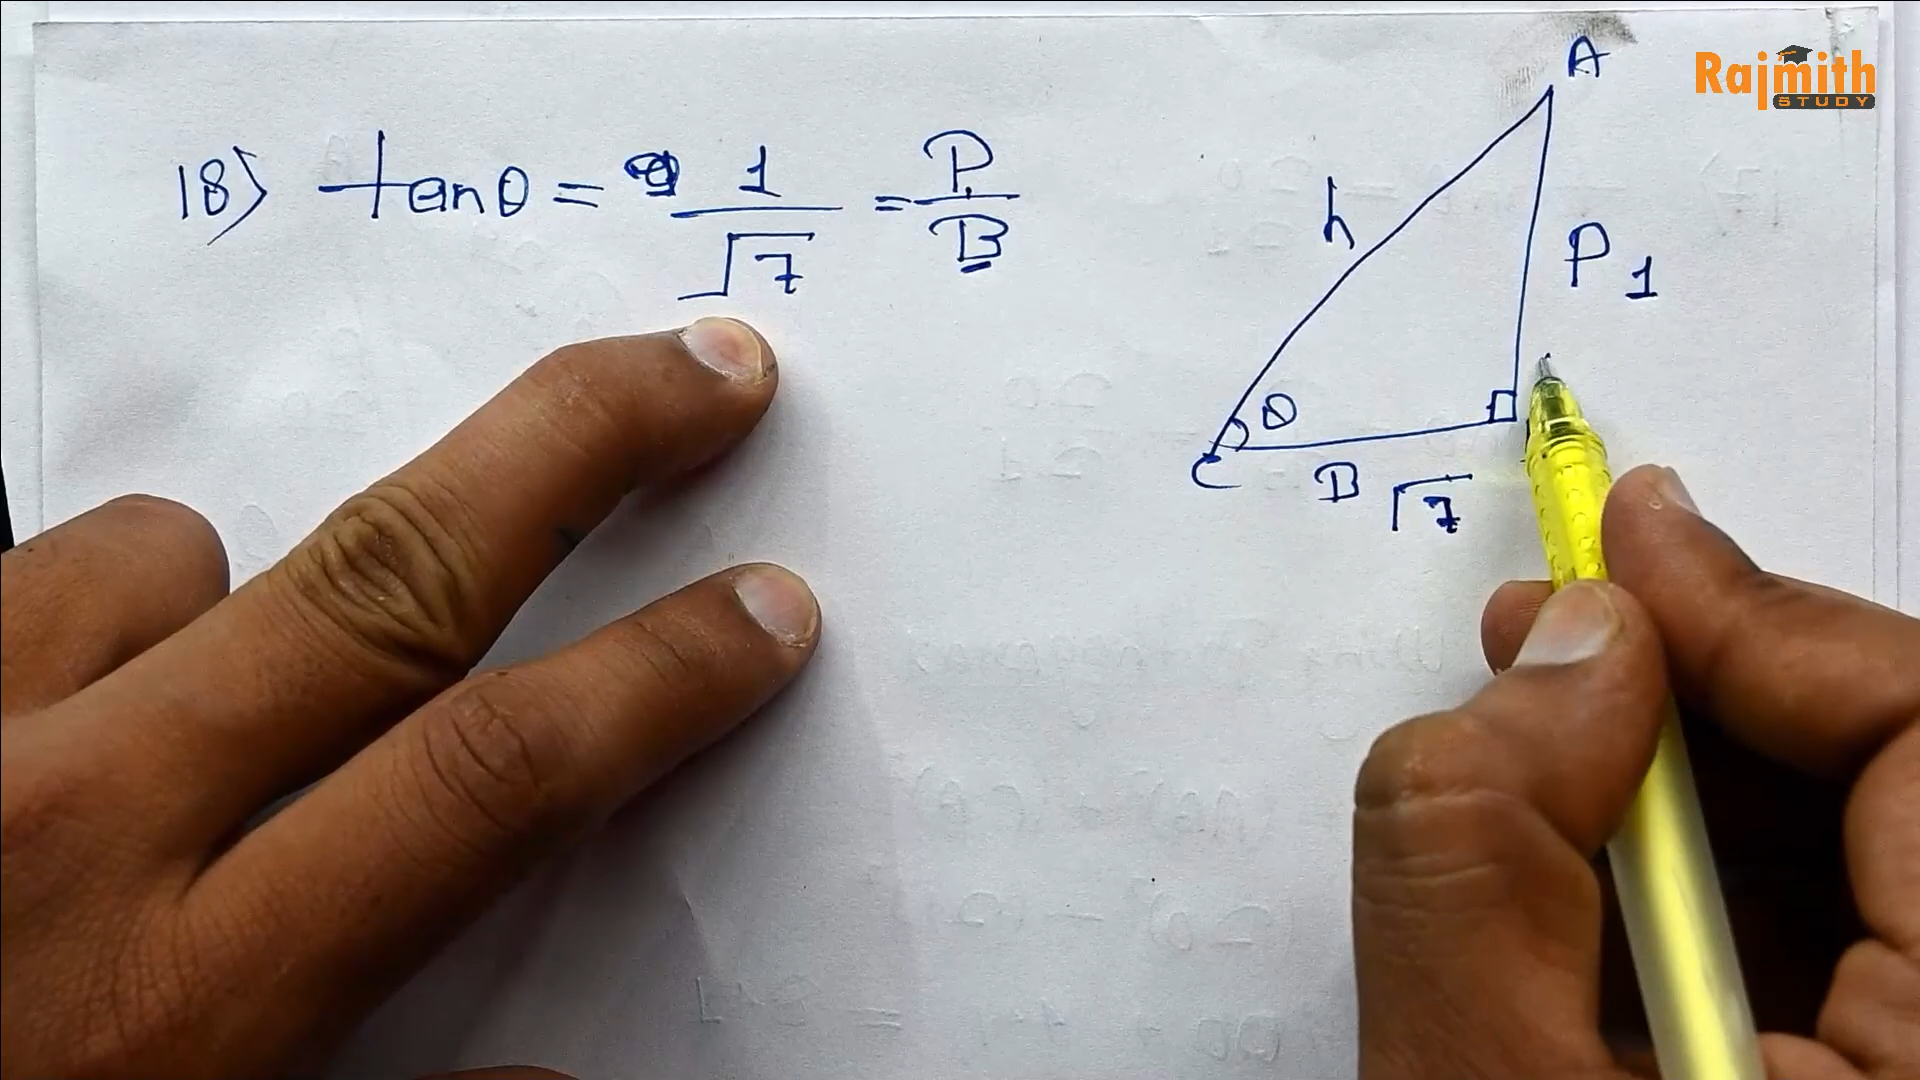 18) tanθ = 1/√7 = P/B
A
h
P 1
θ
C
B √7
Rajmith
STUDY